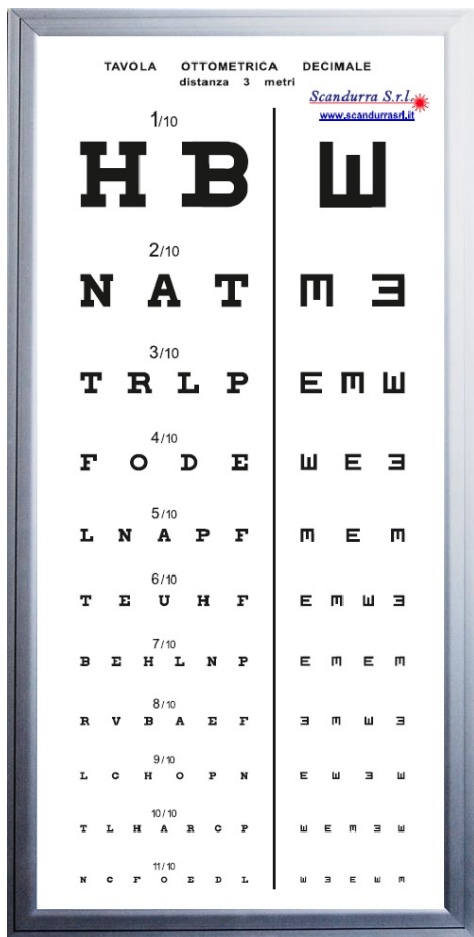 TAVOLA OTTOMETRICA DECIMALE
distanza 3 metri
Scandurra S.r.l.
www.scandurrasrl.it
1/10
H B
2/10
N A T
3/10
T R L P
4/10
F O D E
5/10
L N A P F
6/10
T E U H F
7/10
B E H L N P
8/10
R V B A E F
9/10
L C H O P N
10/10
T L H A R C P
11/10
N C F O E D L